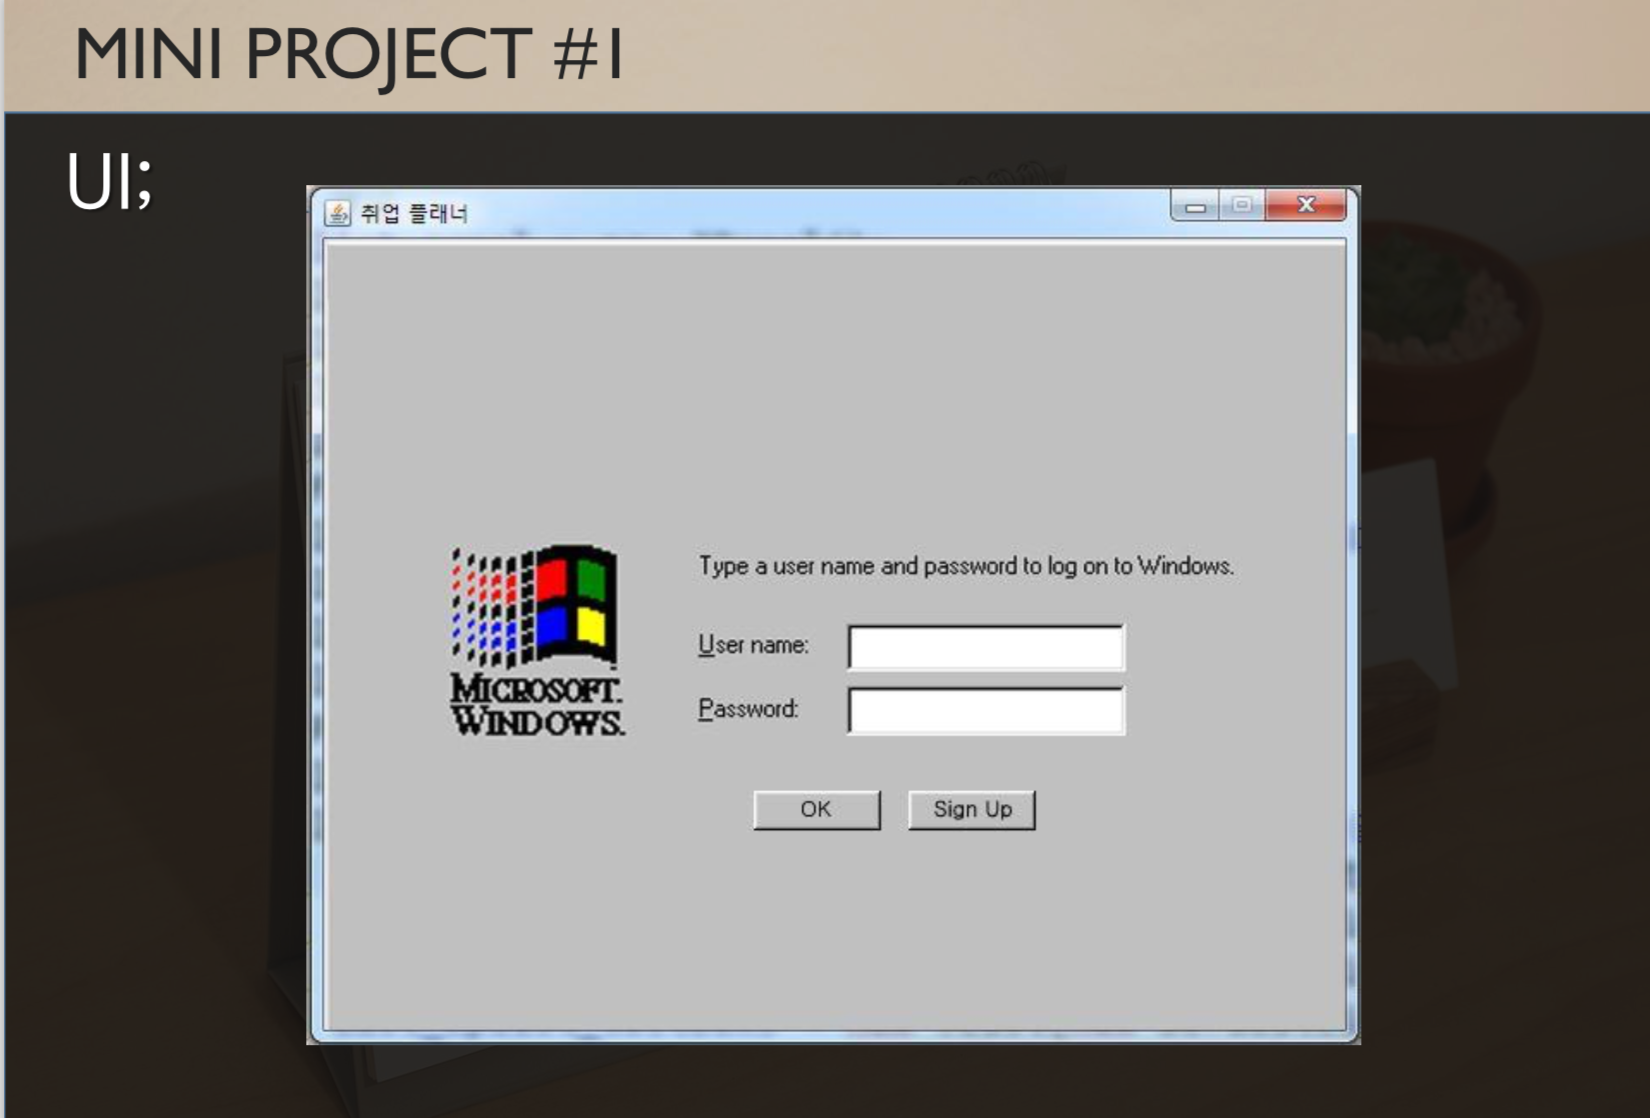 MINI PROJECT #1
UI;
취업 플래너
Type a user name and password to log on to Windows.
User name:
Password:
MICROSOFT.
WINDOWS.
OK
Sign Up